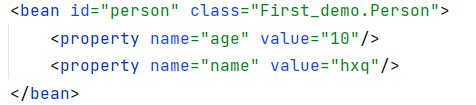 <bean id="person" class="First_demo.Person">
    <property name="age" value="10"/>
    <property name="name" value="hxq"/>
</bean>